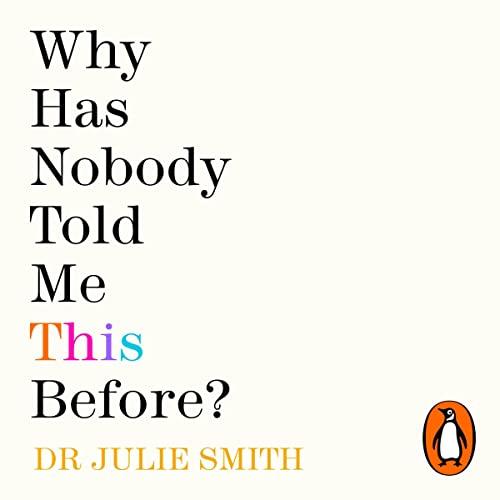 Why
Has
Nobody
Told
Me
This
Before?
DR JULIE SMITH